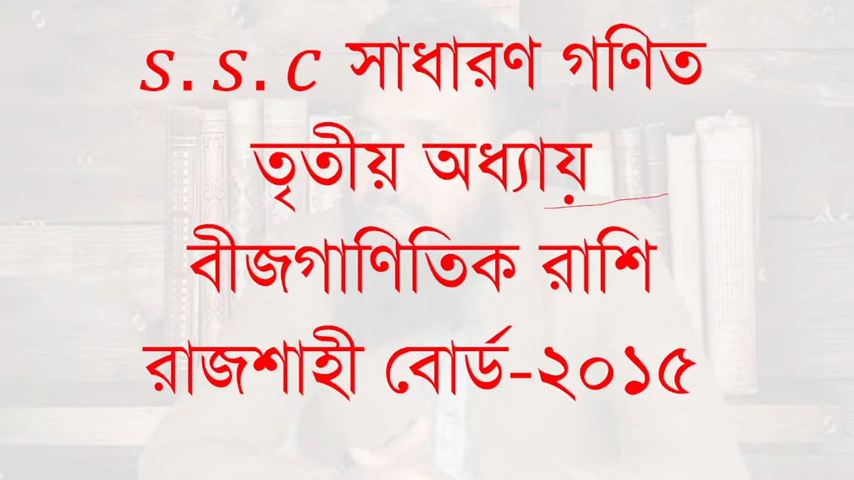 s.s.c সাধারণ গণিত
তৃতীয় অধ্যায়
বীজগাণিতিক রাশি
রাজশাহী বোর্ড-২০১৫